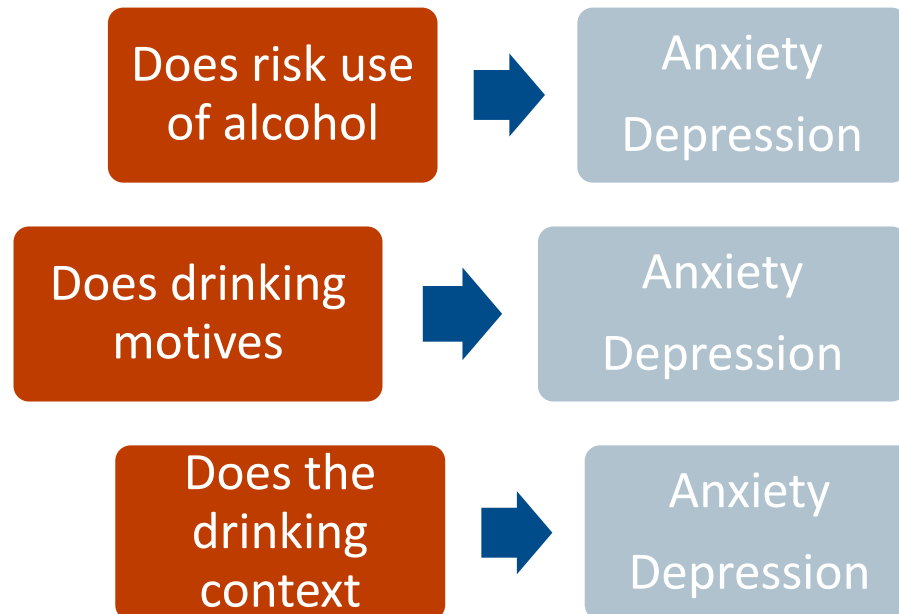 Does risk use
of alcohol
Anxiety
Depression
Does drinking
motives
Anxiety
Depression
Does the
drinking
context
Anxiety
Depression